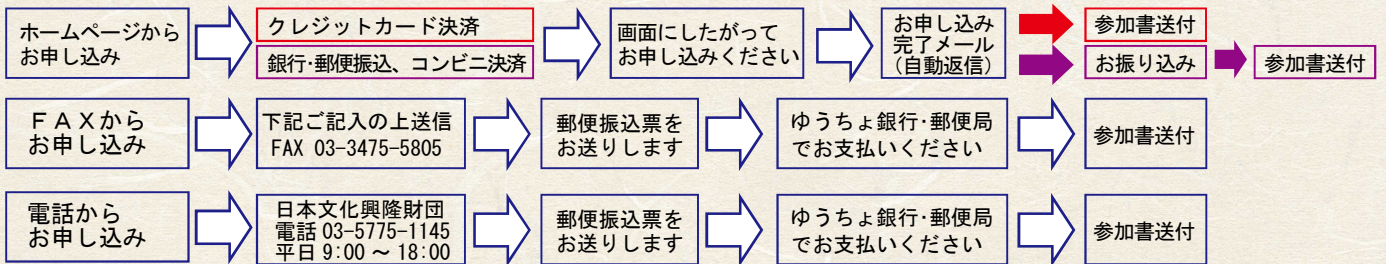 ホームページから
お申し込み
クレジットカード決済
銀行・郵便振込、コンビニ決済
画面にしたがって
お申し込みください
お申し込み
完了メール
（自動返信）
参加書送付
お振り込み
参加書送付
ＦＡＸから
お申し込み
下記ご記入の上送信
FAX 03-3475-5805
郵便振込票を
お送りします
ゆうちょ銀行・郵便局
でお支払いください
参加書送付
電話から
お申し込み
日本文化興隆財団
電話 03-5775-1145
平日 9:00 ～ 18:00
郵便振込票を
お送りします
ゆうちょ銀行・郵便局
でお支払いください
参加書送付